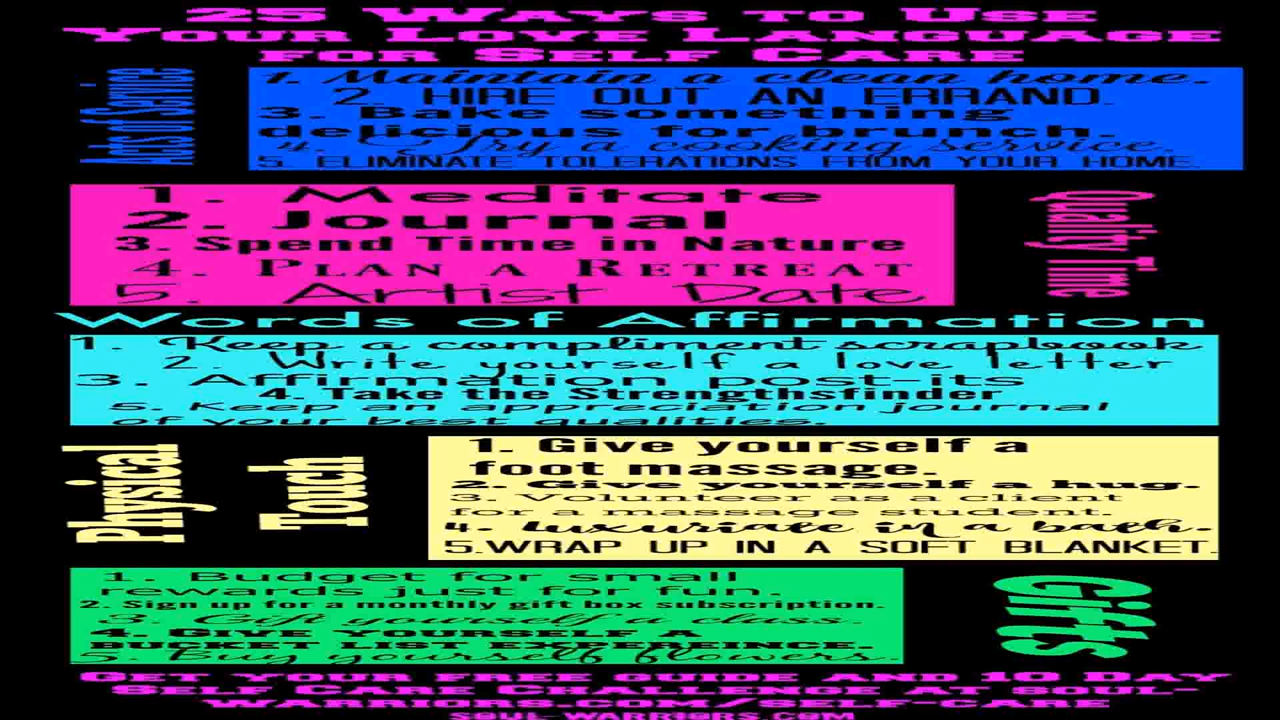 25 Ways to Use
Your Love Language
for Self Care
Acts of Service
1. Maintain a clean home.
2. HIRE OUT AN ERRAND.
3. Bake something
delicious for brunch.
4. Try a cooking service.
5. ELIMINATE TOLERATIONS FROM YOUR HOME.
1. Meditate
2. Journal
3. Spend Time in Nature
4. Plan a Retreat
5. Artist Date
Quality Time
Words of Affirmation
1. Keep a compliment scrapbook
2. Write yourself a love letter
3. Affirmation post-its
4. Take the Strengthsfinder
5. Keep an appreciation journal
of your best qualities.
Physical
Touch
1. Give yourself a
foot massage.
2. Give yourself a hug.
3. Volunteer as a client
for a massage student.
4. Luxuriate in a bath.
5.WRAP UP IN A SOFT BLANKET.
1. Budget for small
rewards just for fun.
2. Sign up for a monthly gift box subscription.
3. Gift yourself a class.
4. Give yourself a
bucket list expereince.
5. Buy yourself flowers.
Gifts
Get your free guide and 10 Day
Self Care Challenge at soul-
warriors.com/self-care
soul-warriors.com